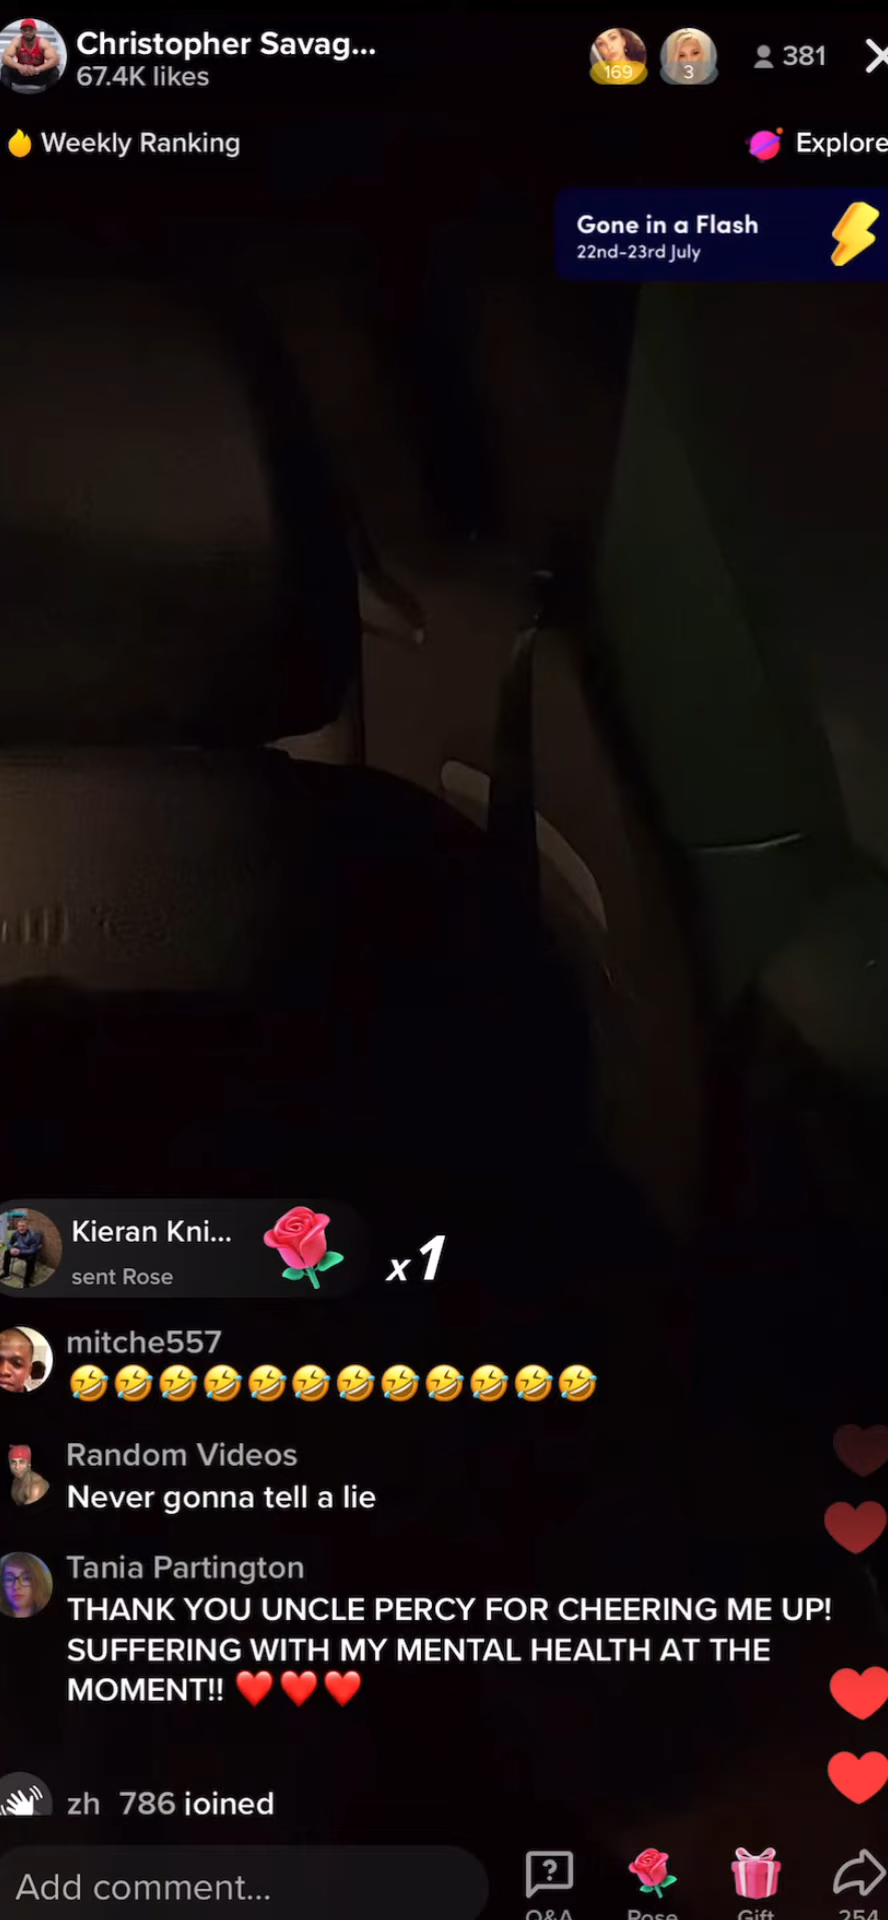 Christopher Savag...
67.4K likes
169
3
381
Weekly Ranking
Explore
Gone in a Flash
22nd-23rd July
Kieran Kni...
sent Rose
x1
mitche557
🤣🤣🤣🤣🤣🤣🤣🤣🤣🤣🤣🤣
Random Videos
Never gonna tell a lie
Tania Partington
THANK YOU UNCLE PERCY FOR CHEERING ME UP!
SUFFERING WITH MY MENTAL HEALTH AT THE
MOMENT!! ❤️❤️❤️
zh 786 joined
Add comment...
Q&A
Rose
Gift
254